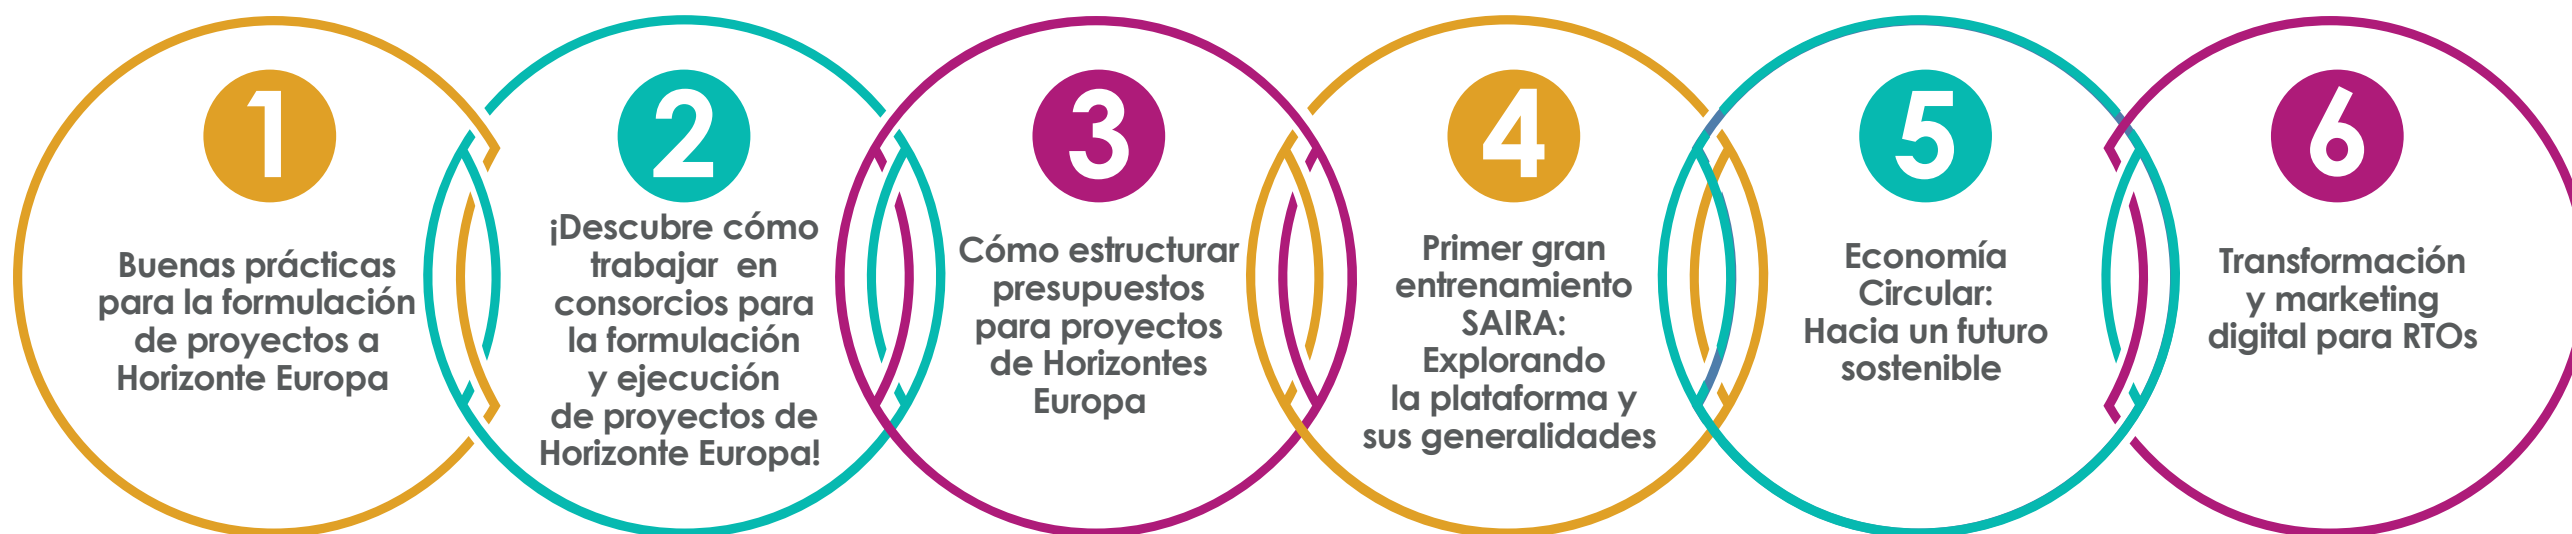 1
Buenas prácticas
para la formulación
de proyectos a
Horizonte Europa
2
¡Descubre cómo
trabajar en
consorcios para
la formulación
y ejecución
de proyectos de
Horizonte Europa!
3
Cómo estructurar
presupuestos
para proyectos
de Horizontes
Europa
4
Primer gran
entrenamiento
SAIRA:
Explorando
la plataforma y
sus generalidades
5
Economía
Circular:
Hacia un futuro
sostenible
6
Transformación
y marketing
digital para RTOs